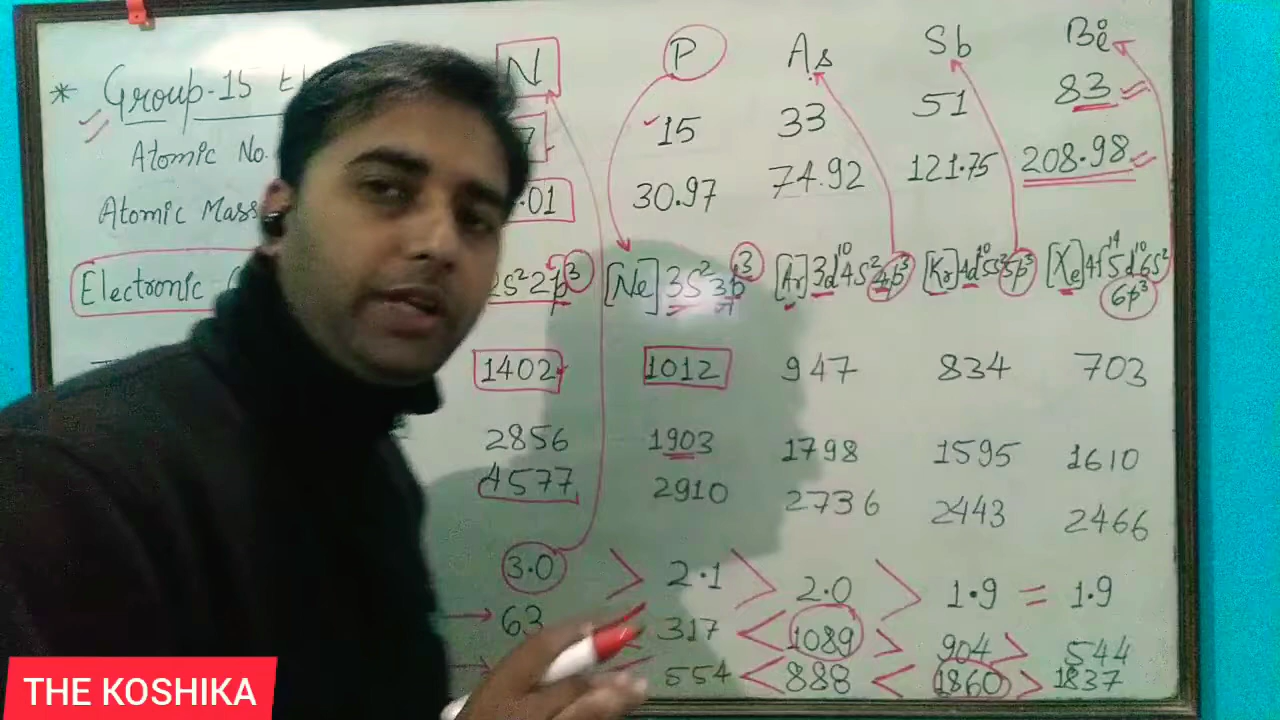 * Group-15 N P As Sb Bi
Atomic No. 7 15 33 51 83
Atomic Mass .01 30.97 74.92 121.75 208.98
Electronic 2s²2p³ [Ne]3s²3p³ [Ar]3d¹⁰4s²4p³ [Kr]4d¹⁰5s²5p³ [Xe]4f¹⁴5d¹⁰6s²
6p³
1402 1012 947 834 703
2856 1903 1798 1595 1610
4577 2910 2736 2443 2466
3.0 > 2.1 > 2.0 > 1.9 = 1.9
→ 63 < 317 < 1089 > 904 > 544
554 < 888 < 1860 > 1837
THE KOSHIKA